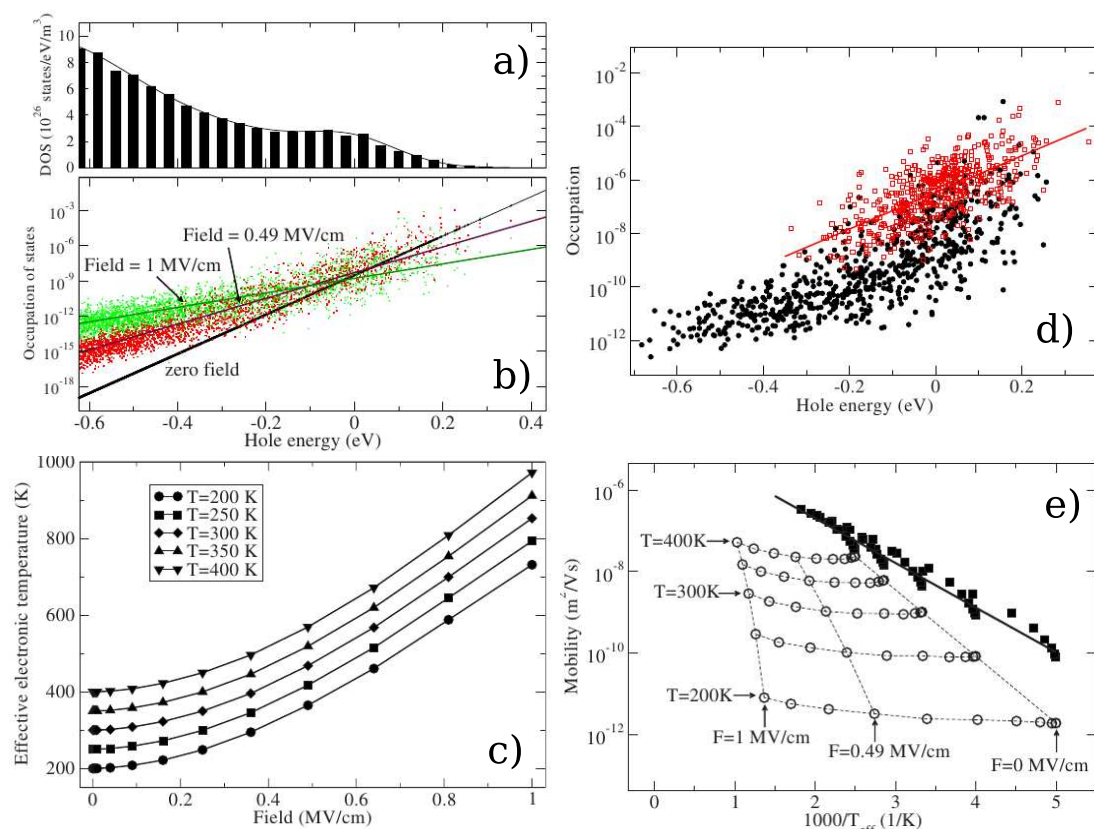 DOS (10^26 states/eV/m^3)
10
8
6
4
2
0
a)
Occupation of states
10^-3
10^-6
10^-9
10^-12
10^-15
10^-18
Field = 0.49 MV/cm
Field = 1 MV/cm
zero field
b)
-0.6 -0.4 -0.2 0 0.2 0.4
Hole energy (eV)
Occupation
10^-2
10^-4
10^-6
10^-8
10^-10
10^-12
d)
-0.6 -0.4 -0.2 0 0.2
Hole energy (eV)
Effective electronic temperature (K)
1000
800
600
400
200
T=200 K
T=250 K
T=300 K
T=350 K
T=400 K
c)
0 0.2 0.4 0.6 0.8 1
Field (MV/cm)
Mobility (m^2/Vs)
10^-6
10^-8
10^-10
10^-12
e)
T=400K
T=300K
T=200K
F=1 MV/cm
F=0.49 MV/cm
F=0 MV/cm
0 1 2 3 4 5
1000/T_eff (1/K)